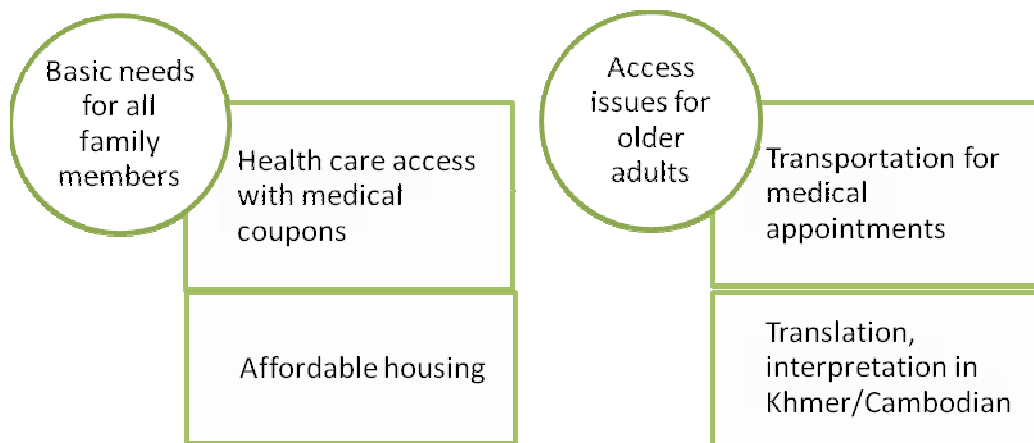 Basic needs
for all
family
members
Health care access
with medical
coupons
Affordable housing
Access
issues for
older
adults
Transportation for
medical
appointments
Translation,
interpretation in
Khmer/Cambodian